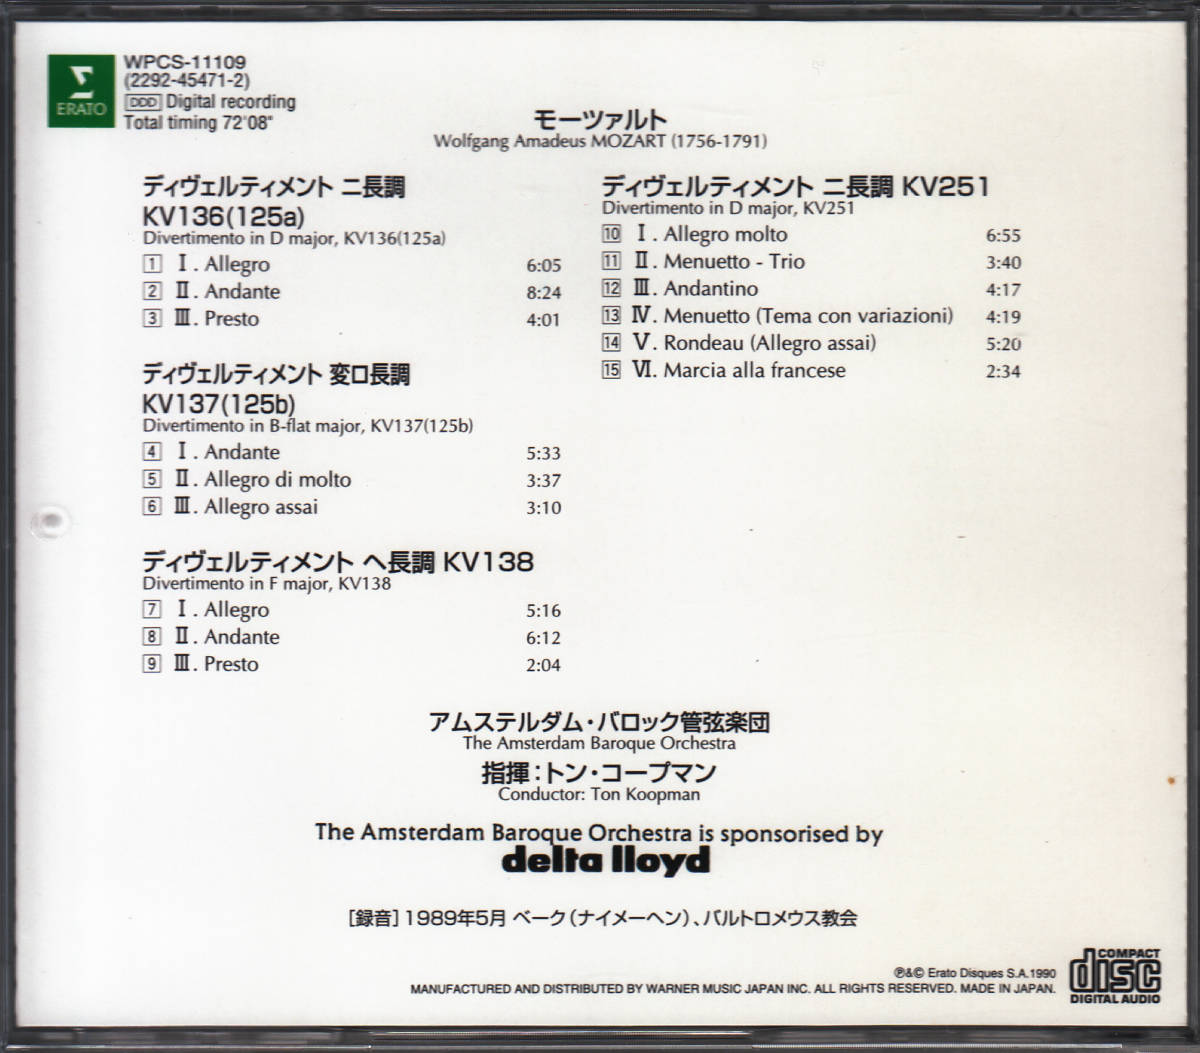 ERATO
WPCS-11109
(2292-45471-2)
DDD Digital recording
Total timing 72'08"
モーツァルト
Wolfgang Amadeus MOZART (1756-1791)
ディヴェルティメント ニ長調
KV136(125a)
Divertimento in D major, KV136(125a)
1 Ⅰ. Allegro 6:05
2 Ⅱ. Andante 8:24
3 Ⅲ. Presto 4:01
ディヴェルティメント 変ロ長調
KV137(125b)
Divertimento in B-flat major, KV137(125b)
4 Ⅰ. Andante 5:33
5 Ⅱ. Allegro di molto 3:37
6 Ⅲ. Allegro assai 3:10
ディヴェルティメント ヘ長調 KV138
Divertimento in F major, KV138
7 Ⅰ. Allegro 5:16
8 Ⅱ. Andante 6:12
9 Ⅲ. Presto 2:04
ディヴェルティメント ニ長調 KV251
Divertimento in D major, KV251
10 Ⅰ. Allegro molto 6:55
11 Ⅱ. Menuetto - Trio 3:40
12 Ⅲ. Andantino 4:17
13 Ⅳ. Menuetto (Tema con variazioni) 4:19
14 Ⅴ. Rondeau (Allegro assai) 5:20
15 Ⅵ. Marcia alla francese 2:34
アムステルダム・バロック管弦楽団
The Amsterdam Baroque Orchestra
指揮：トン・コープマン
Conductor: Ton Koopman
The Amsterdam Baroque Orchestra is sponsorised by
delta lloyd
[録音] 1989年5月 ベーク（ナイメーヘン）、バルトロメウス教会
℗&© Erato Disques S.A.1990
MANUFACTURED AND DISTRIBUTED BY WARNER MUSIC JAPAN INC. ALL RIGHTS RESERVED. MADE IN JAPAN.
COMPACT
disc
DIGITAL AUDIO